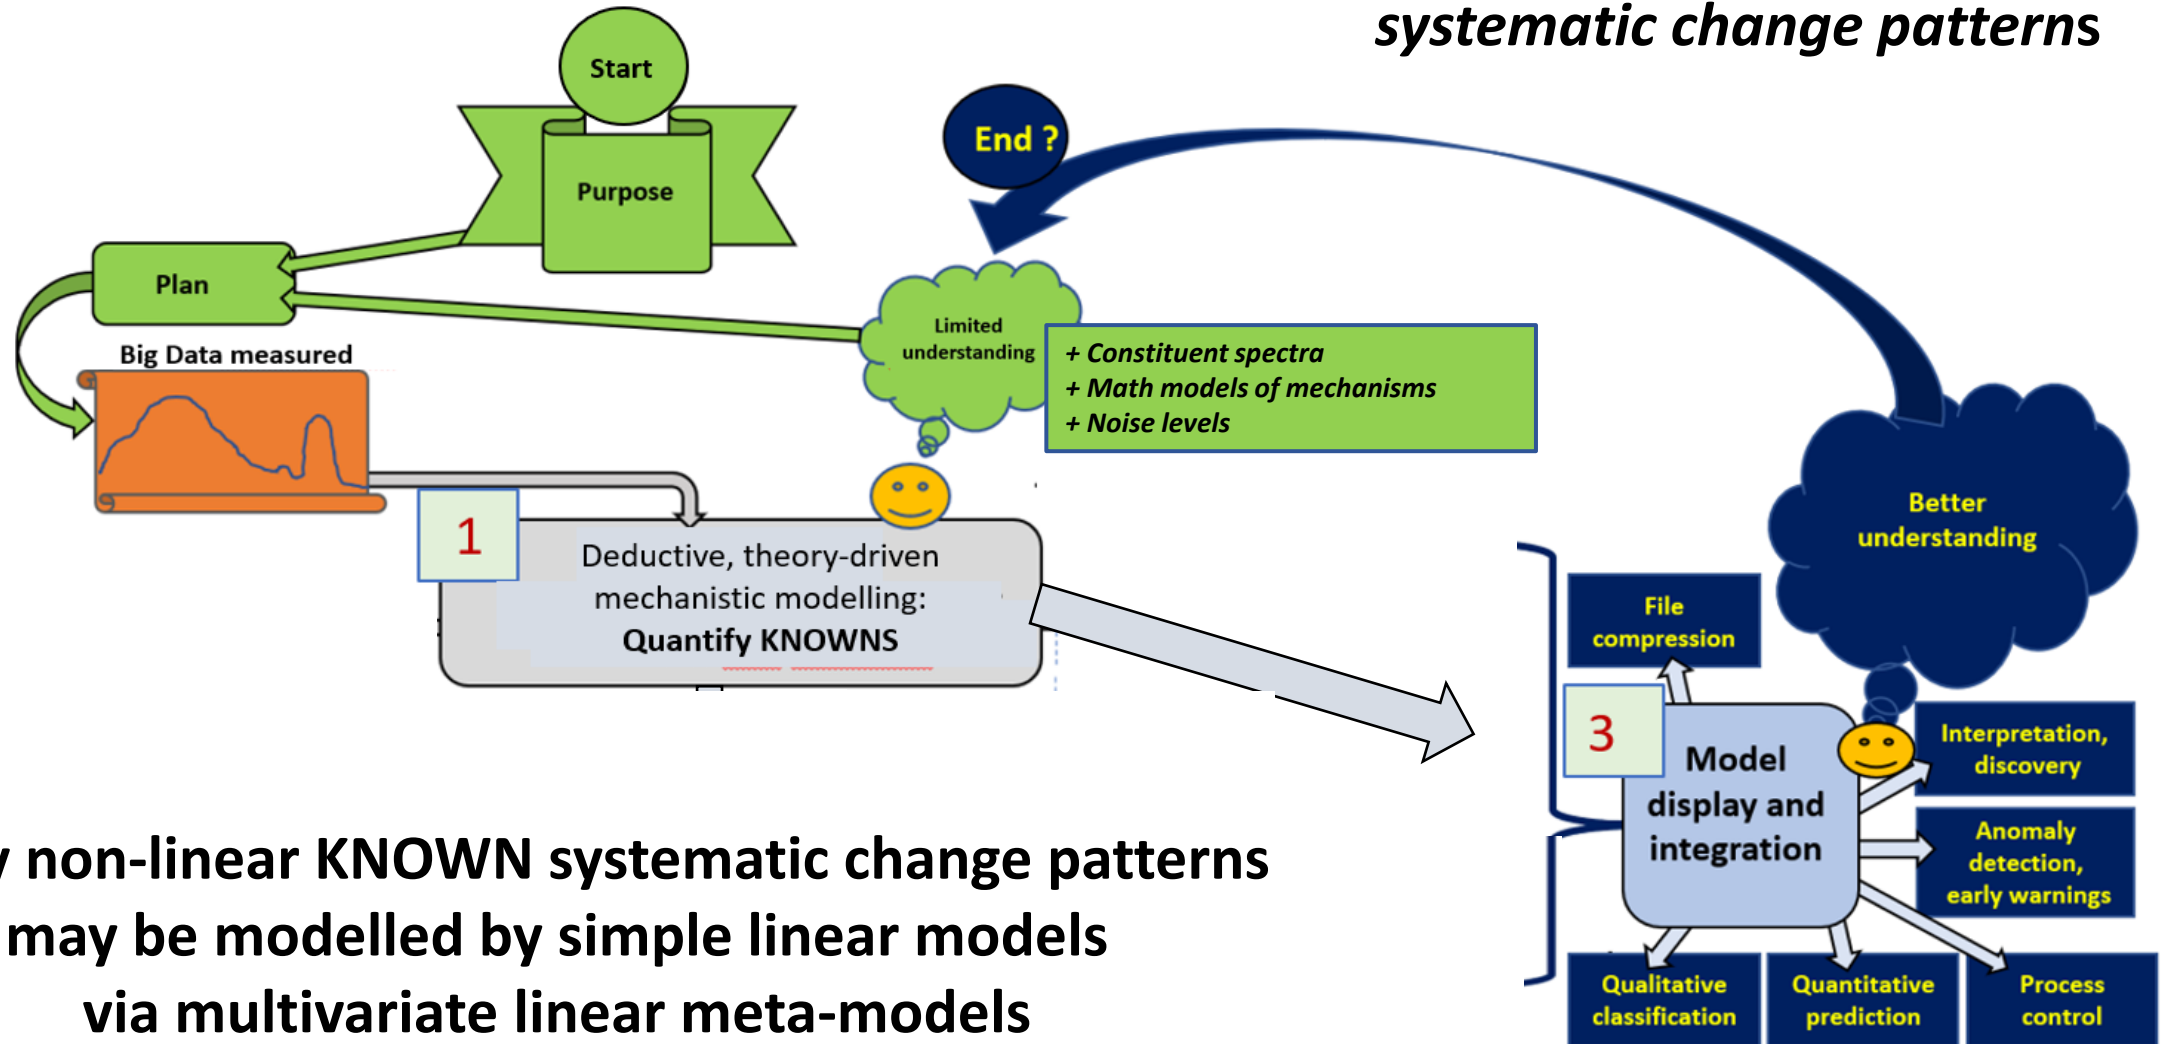 systematic change patterns
Start
End ?
Purpose
Plan
Big Data measured
Limited
understanding
+ Constituent spectra
+ Math models of mechanisms
+ Noise levels
1
Deductive, theory-driven
mechanistic modelling:
Quantify KNOWNS
Better
understanding
File
compression
3
Model
display and
integration
Interpretation,
discovery
Anomaly
detection,
early warnings
Qualitative
classification
Quantitative
prediction
Process
control
non-linear KNOWN systematic change patterns
may be modelled by simple linear models
via multivariate linear meta-models